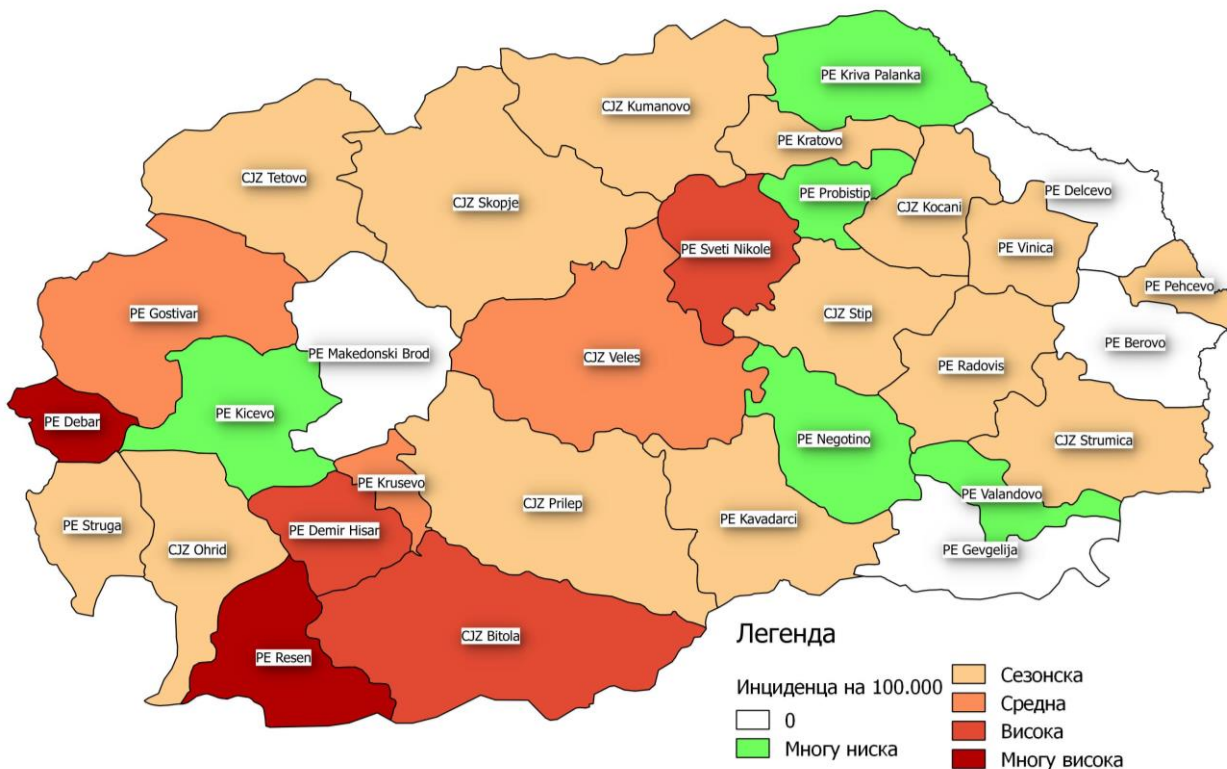 PE Kriva Palanka
CJZ Kumanovo
PE Kratovo
CJZ Tetovo
PE Probistip
PE Delcevo
CJZ Skopje
CJZ Kocani
PE Sveti Nikole
PE Vinica
PE Pehcevo
PE Gostivar
CJZ Stip
PE Berovo
PE Makedonski Brod
CJZ Veles
PE Radovis
PE Kicevo
PE Debar
PE Negotino
CJZ Strumica
PE Krusevo
CJZ Prilep
PE Valandovo
PE Kavadarci
PE Struga
PE Demir Hisar
CJZ Ohrid
PE Gevgelija
CJZ Bitola
PE Resen
Легенда
Инциденца на 100.000
0
Многу ниска
Сезонска
Средна
Висока
Многу висока